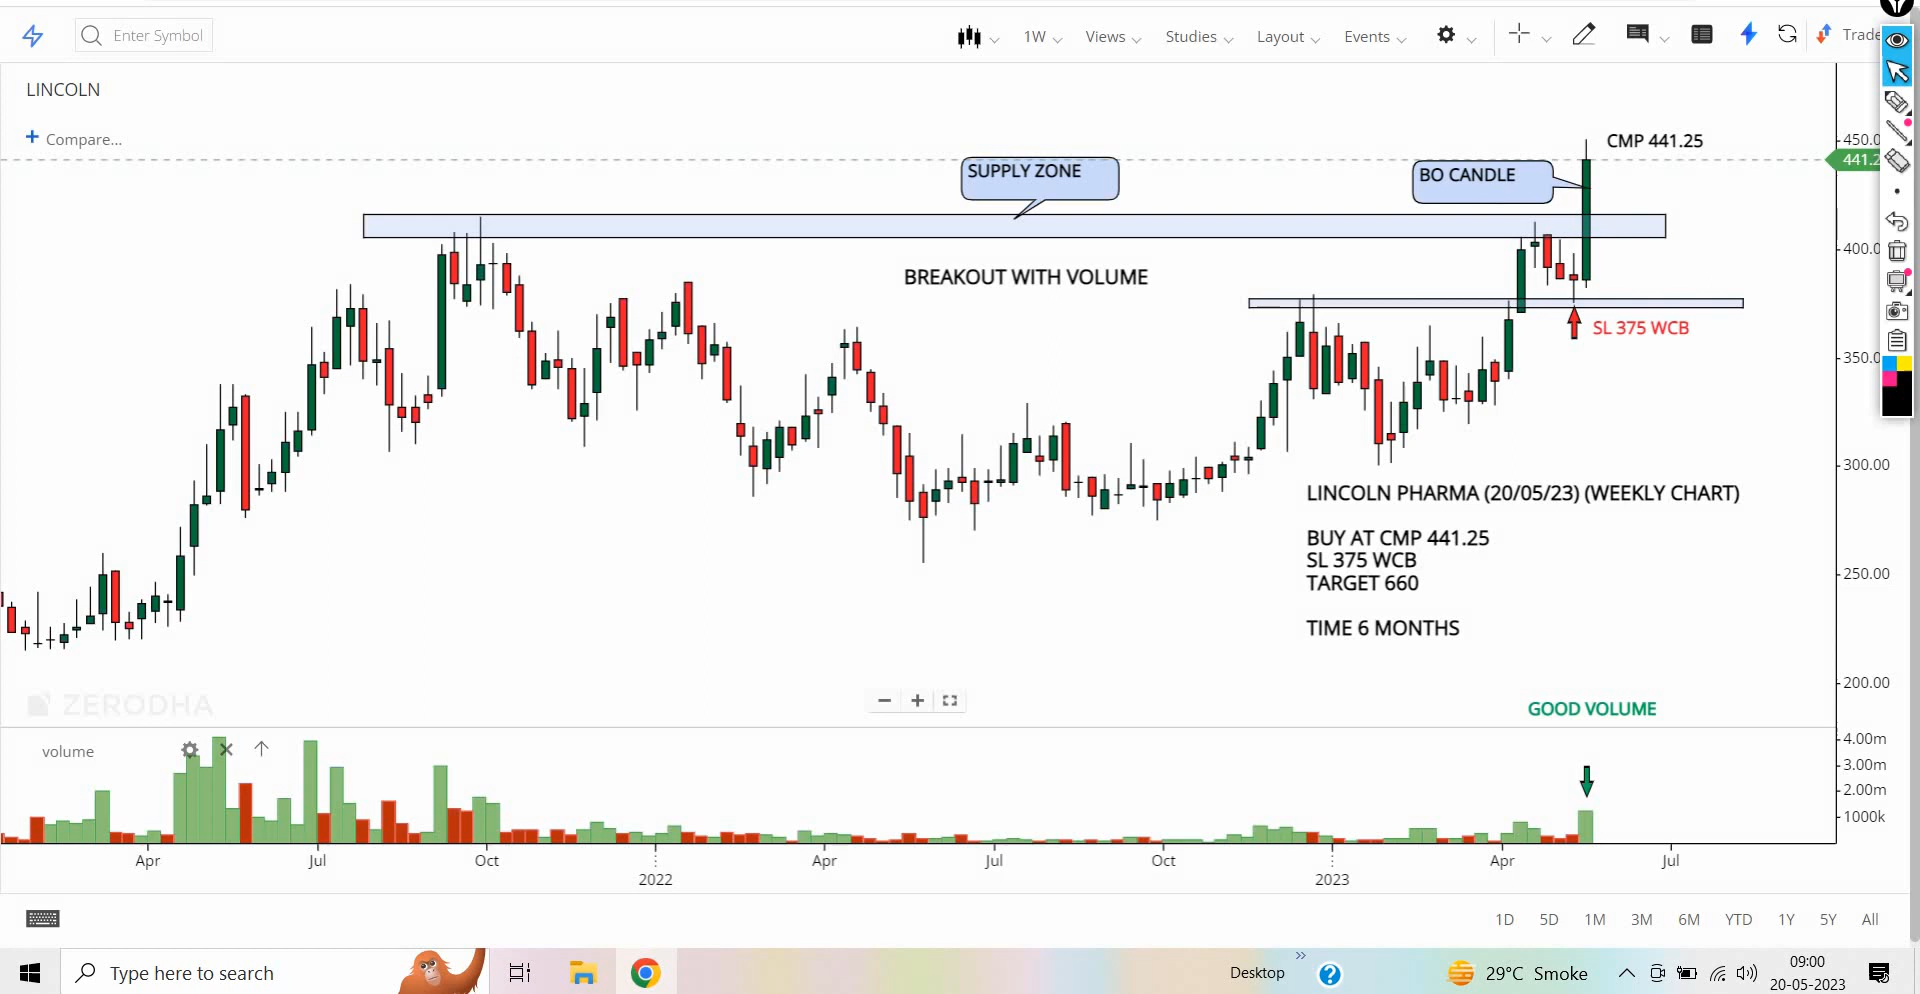 Enter Symbol
1W
Views
Studies
Layout
Events
Trade
LINCOLN
+ Compare...
CMP 441.25
450.0
441.2
SUPPLY ZONE
BO CANDLE
400.0
BREAKOUT WITH VOLUME
SL 375 WCB
350.0
300.00
LINCOLN PHARMA (20/05/23) (WEEKLY CHART)
BUY AT CMP 441.25
SL 375 WCB
TARGET 660
250.00
TIME 6 MONTHS
200.00
ZERODHA
GOOD VOLUME
volume
4.00m
3.00m
2.00m
1000k
Apr
Jul
Oct
2022
Apr
Jul
Oct
2023
Apr
Jul
1D 5D 1M 3M 6M YTD 1Y 5Y All
Type here to search
Desktop
29°C Smoke
09:00
20-05-2023